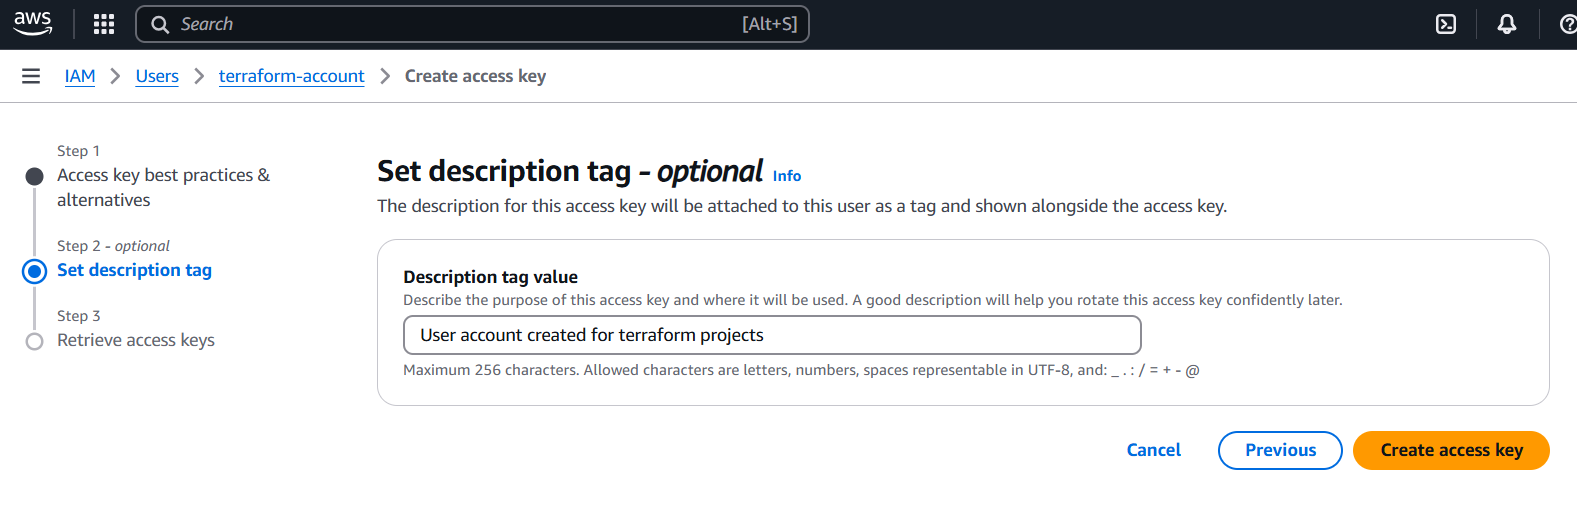 aws
Search [Alt+S]
IAM > Users > terraform-account > Create access key
Step 1
Access key best practices &
alternatives
Step 2 - optional
Set description tag
Step 3
Retrieve access keys
Set description tag - optional Info
The description for this access key will be attached to this user as a tag and shown alongside the access key.
Description tag value
Describe the purpose of this access key and where it will be used. A good description will help you rotate this access key confidently later.
User account created for terraform projects
Maximum 256 characters. Allowed characters are letters, numbers, spaces representable in UTF-8, and: _ . : / = + - @
Cancel Previous Create access key